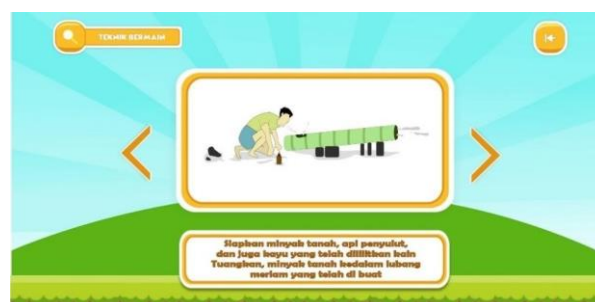 TEKNIK BERMAIN
Siapkan minyak tanah, api penyulut,
dan juga kayu yang telah dililitkan kain
Tuangkan, minyak tanah kedalam lubang
meriam yang telah di buat